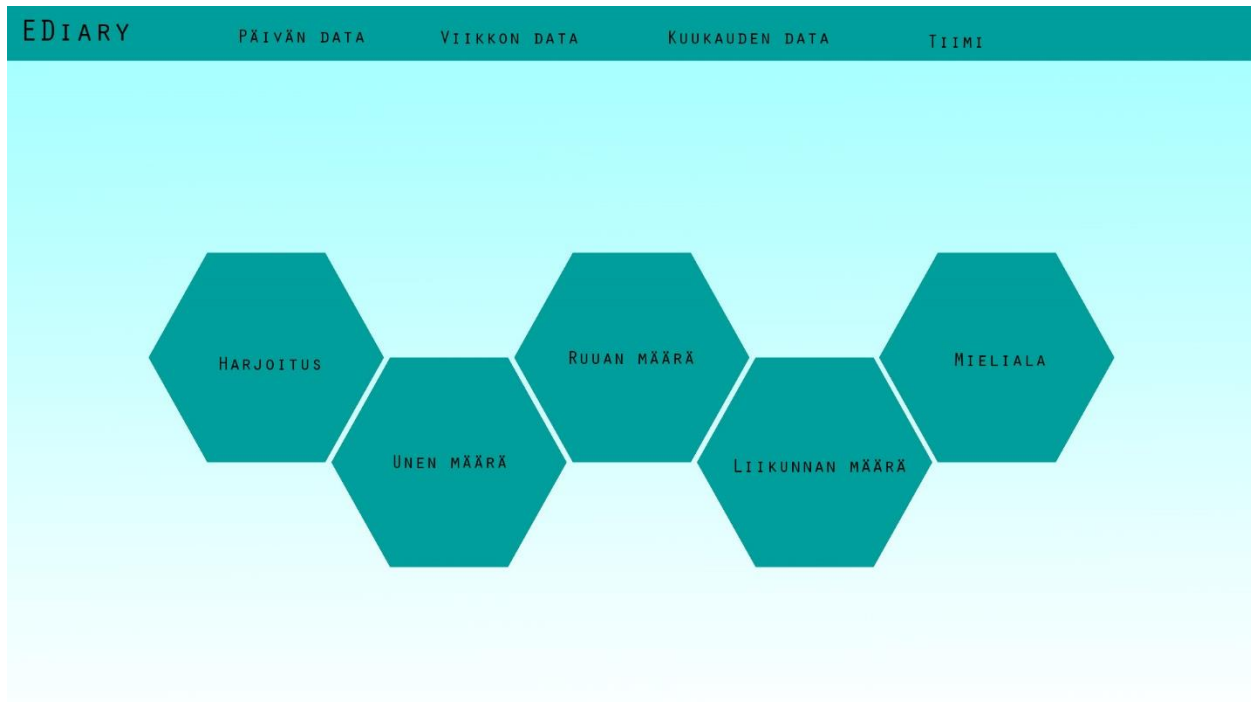 EDiary
Päivän data
Viikkon data
Kuukauden data
Tiimi
Harjoitus
Unen määrä
Ruuan määrä
Liikunnan määrä
Mieliala